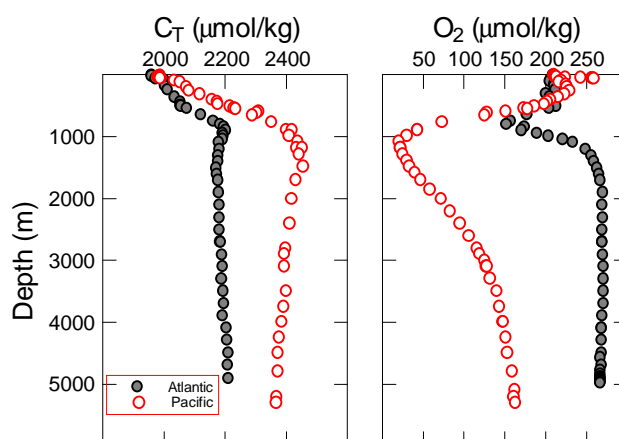 C_T (μmol/kg)
O_2 (μmol/kg)
2000 2200 2400
50 100 150 200 250
Depth (m)
1000
2000
3000
4000
5000
Atlantic
Pacific